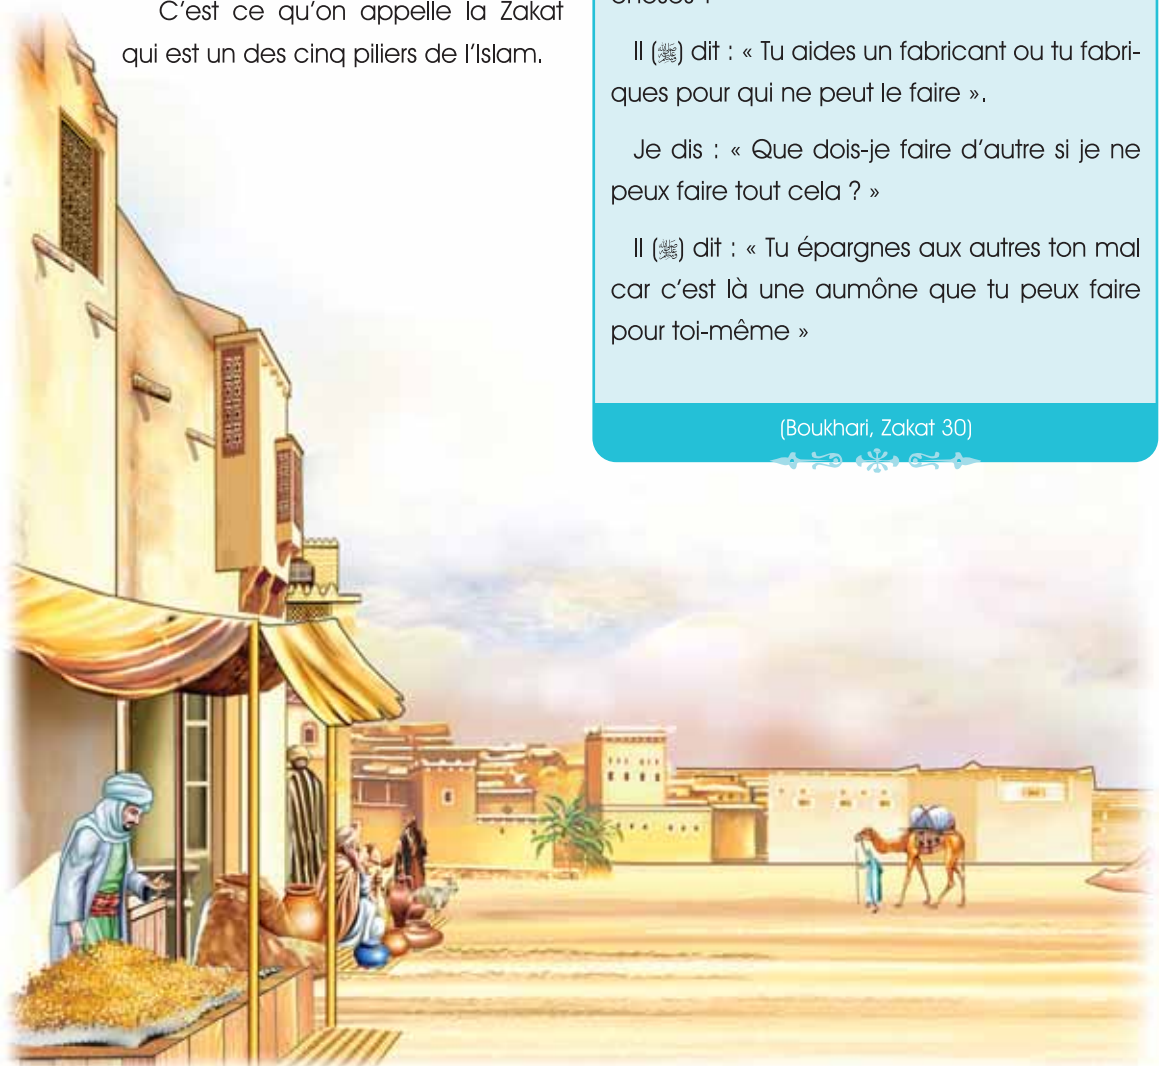 C'est ce qu'on appelle la Zakat
qui est un des cinq piliers de l'Islam.
Il (ﷺ) dit : « Tu aides un fabricant ou tu fabri-
ques pour qui ne peut le faire ».
Je dis : « Que dois-je faire d'autre si je ne
peux faire tout cela ? »
Il (ﷺ) dit : « Tu épargnes aux autres ton mal
car c'est là une aumône que tu peux faire
pour toi-même »
(Boukhari, Zakat 30)